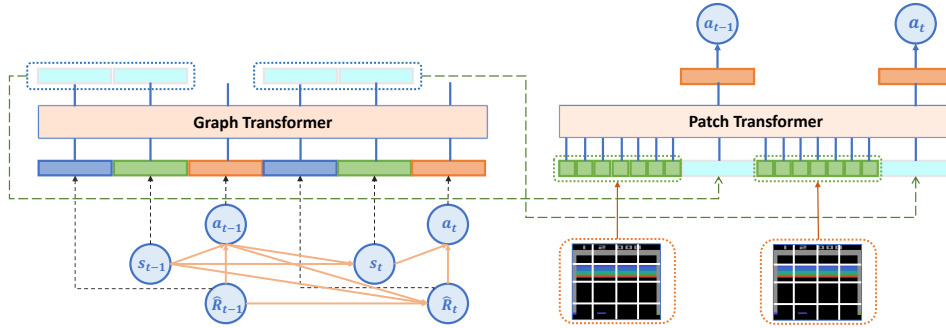 a_{t-1}
a_t
Graph Transformer
Patch Transformer
a_{t-1}
a_t
s_{t-1}
s_t
R̂_{t-1}
R̂_t